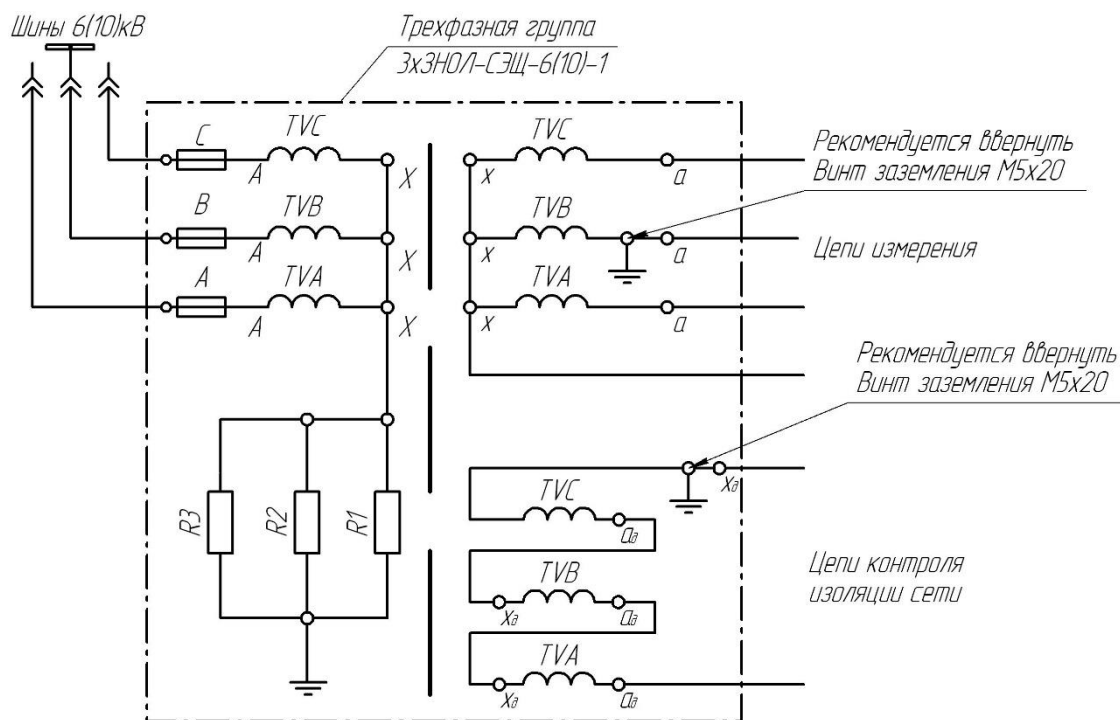 Шины 6(10)кВ
Трехфазная группа
3хЗНОЛ-СЭЩ-6(10)-1
C
TVC
A
X
TVC
x
a
Рекомендуется ввернуть
Винт заземления М5х20
B
TVB
A
X
TVB
x
a
Цепи измерения
A
TVA
A
X
TVA
x
a
Рекомендуется ввернуть
Винт заземления М5х20
xд
R3
R2
R1
TVC
aд
Цепи контроля
изоляции сети
TVB
xд
aд
TVA
xд
aд